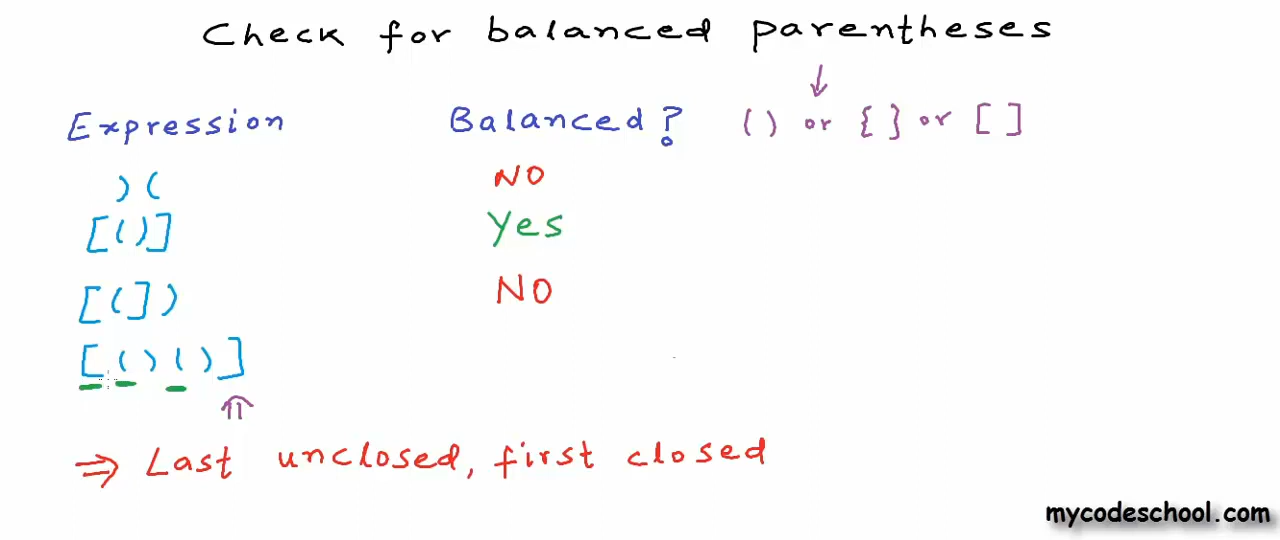 Check for balanced parentheses
Expression Balanced? () or {} or []
)( NO
[()] Yes
[(]) NO
[()()]
⇒ Last unclosed, first closed
mycodeschool.com